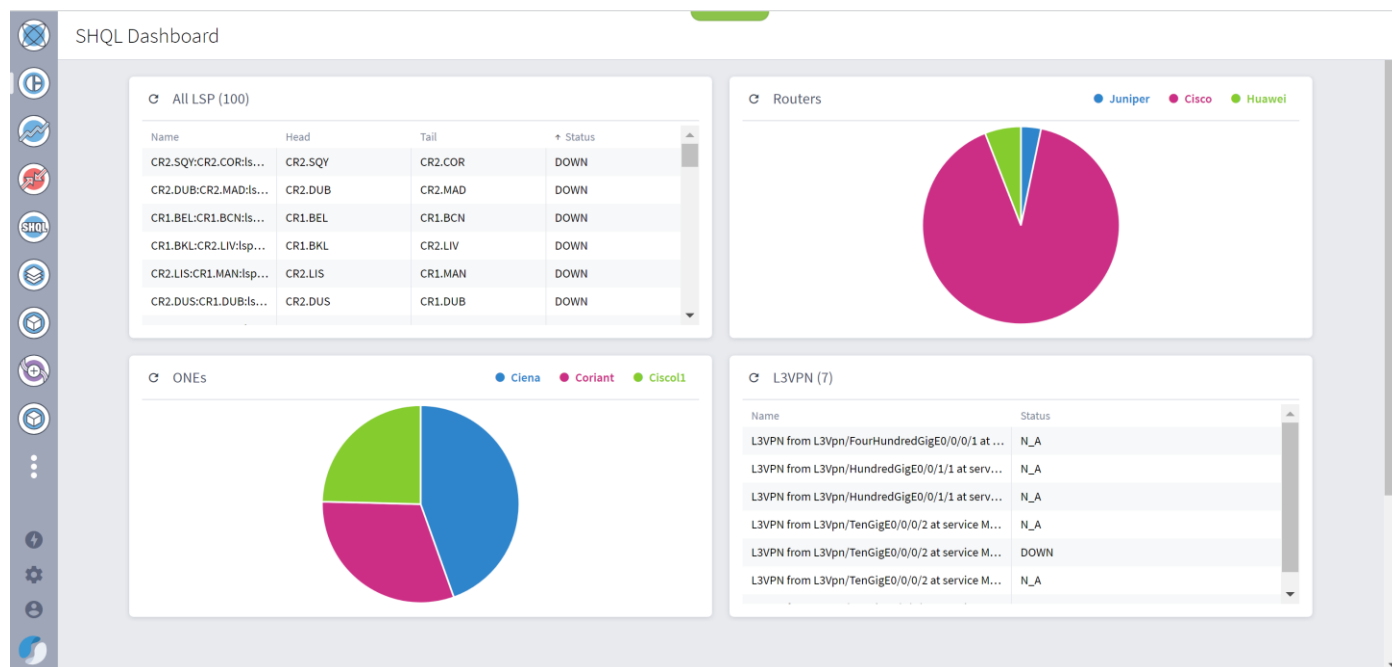 SHQL Dashboard
All LSP (100)
Name Head Tail Status
CR2.SQY:CR2.COR:ls... CR2.SQY CR2.COR DOWN
CR2.DUB:CR2.MAD:ls... CR2.DUB CR2.MAD DOWN
CR1.BEL:CR1.BCN:ls... CR1.BEL CR1.BCN DOWN
CR1.BKL:CR2.LIV:lsp... CR1.BKL CR2.LIV DOWN
CR2.LIS:CR1.MAN:lsp... CR2.LIS CR1.MAN DOWN
CR2.DUS:CR1.DUB:ls... CR2.DUS CR1.DUB DOWN
Routers Juniper Cisco Huawei
SHQL
ONEs Ciena Coriant Ciscol1
L3VPN (7)
Name Status
L3VPN from L3Vpn/FourHundredGigE0/0/0/1 at ... N_A
L3VPN from L3Vpn/HundredGigE0/0/1/1 at serv... N_A
L3VPN from L3Vpn/HundredGigE0/0/1/1 at serv... N_A
L3VPN from L3Vpn/TenGigE0/0/0/2 at service M... N_A
L3VPN from L3Vpn/TenGigE0/0/0/2 at service M... DOWN
L3VPN from L3Vpn/TenGigE0/0/0/2 at service M... N_A